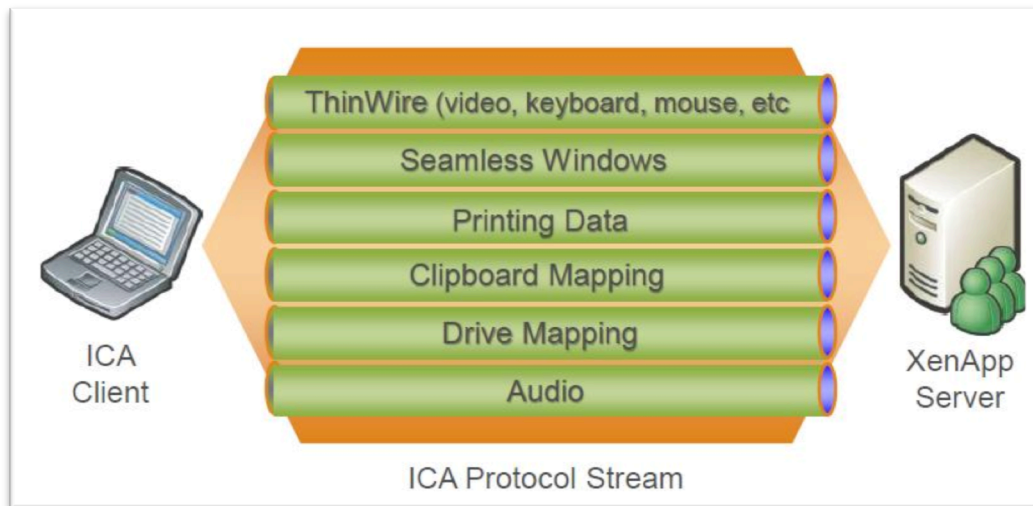 ThinWire (video, keyboard, mouse, etc
Seamless Windows
Printing Data
Clipboard Mapping
Drive Mapping
Audio
ICA
Client
XenApp
Server
ICA Protocol Stream